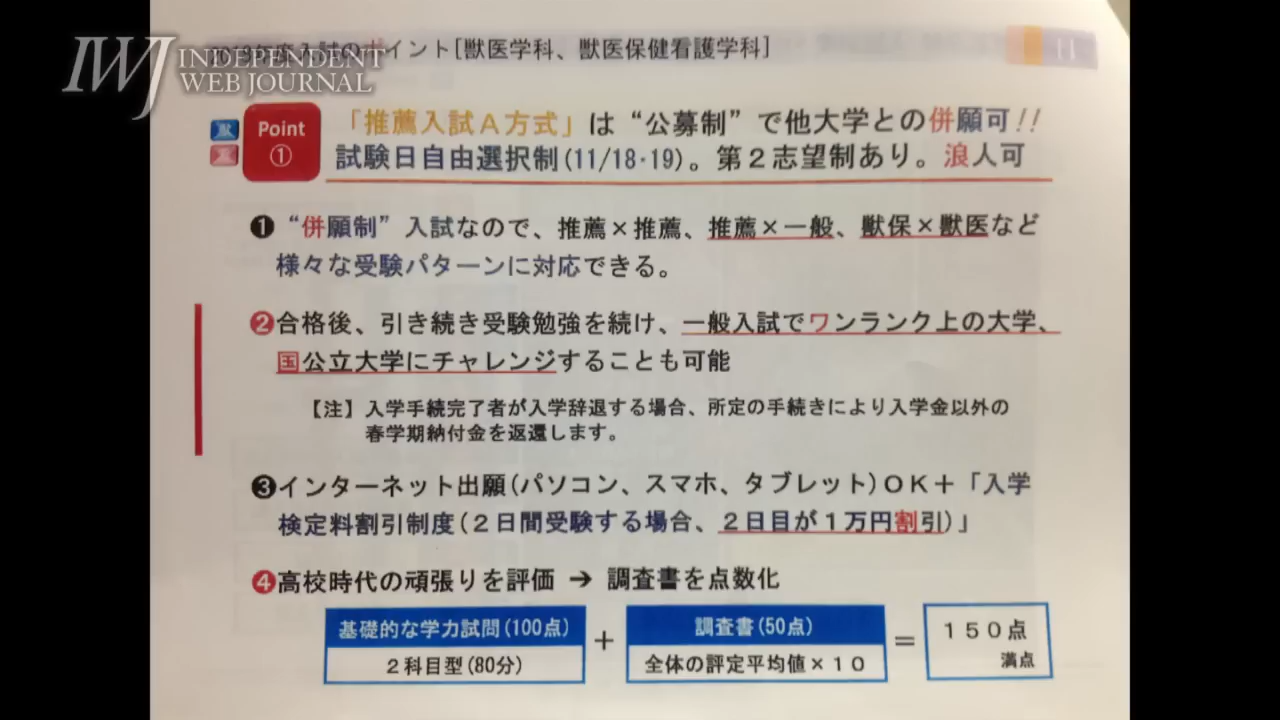 IWJ INDEPENDENT
WEB JOURNAL
入試のポイント[獣医学科、獣医保健看護学科]
11
獣
Point
①
「推薦入試A方式」は“公募制”で他大学との併願可!!
試験日自由選択制(11/18・19)。第2志望制あり。浪人可
❶“併願制”入試なので、推薦×推薦、推薦×一般、獣保×獣医など
様々な受験パターンに対応できる。
❷合格後、引き続き受験勉強を続け、一般入試でワンランク上の大学、
国公立大学にチャレンジすることも可能
【注】入学手続完了者が入学辞退する場合、所定の手続きにより入学金以外の
春学期納付金を返還します。
❸インターネット出願(パソコン、スマホ、タブレット)OK+「入学
検定料割引制度(2日間受験する場合、2日目が1万円割引)」
❹高校時代の頑張りを評価 → 調査書を点数化
基礎的な学力試問(100点) + 調査書(50点) = 150点
2科目型(80分) 全体の評定平均値×10 満点